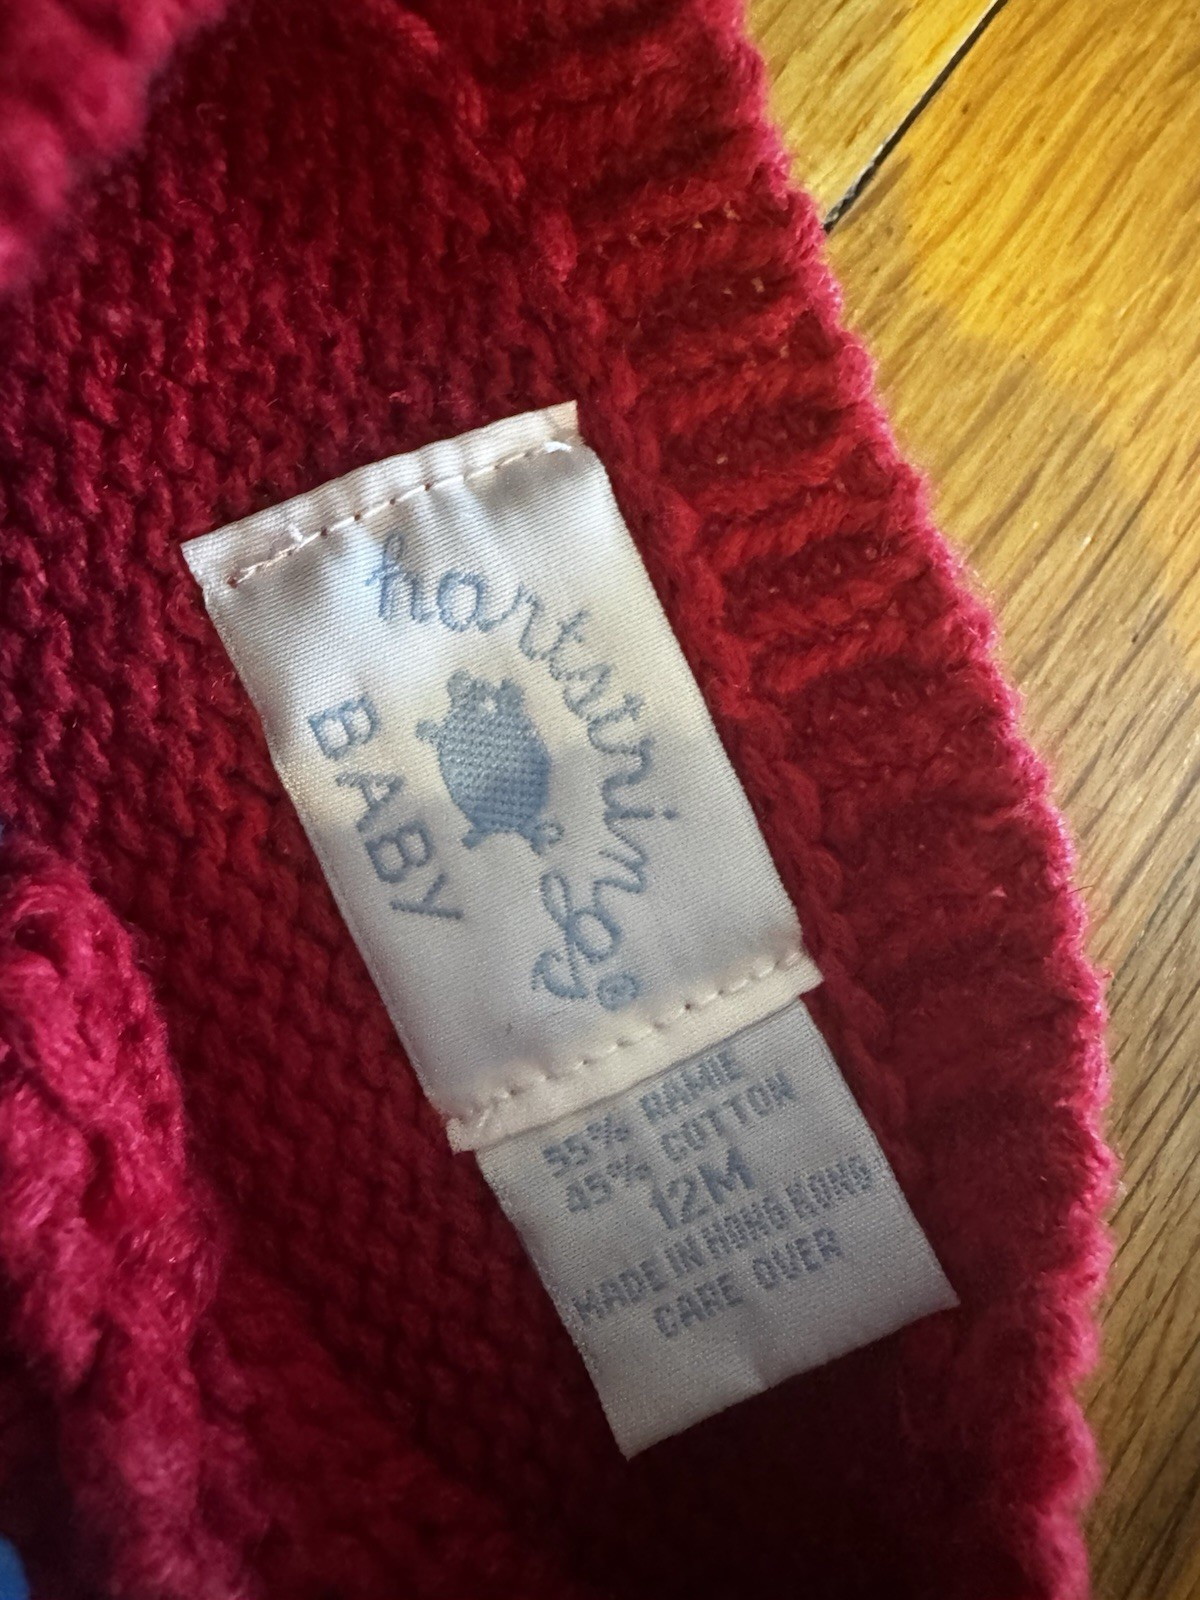 hartstrings®
BABY
55% RAMIE
45% COTTON
12M
MADE IN HONG KONG
CARE OVER